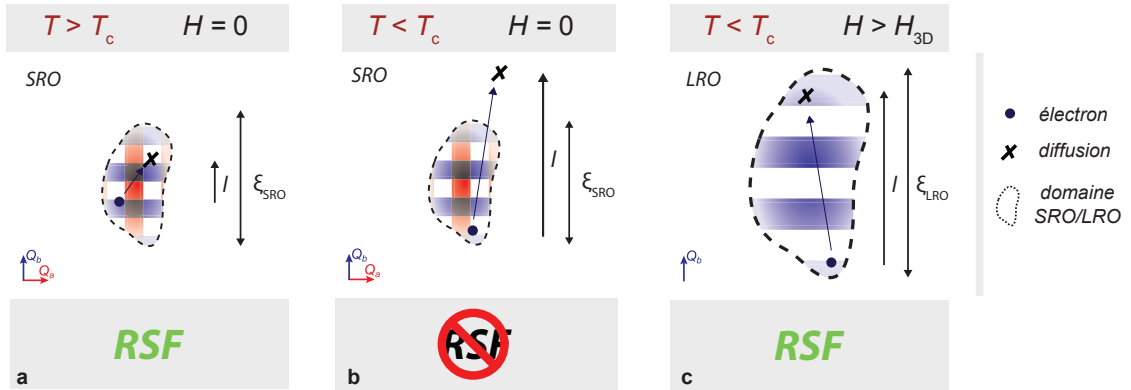 T > Tc H = 0
SRO
l
ξSRO
Qb
Qa
RSF
a
T < Tc H = 0
SRO
l
ξSRO
Qb
Qa
RSF
b
T < Tc H > H3D
LRO
l
ξLRO
Qb
RSF
c
électron
diffusion
domaine
SRO/LRO